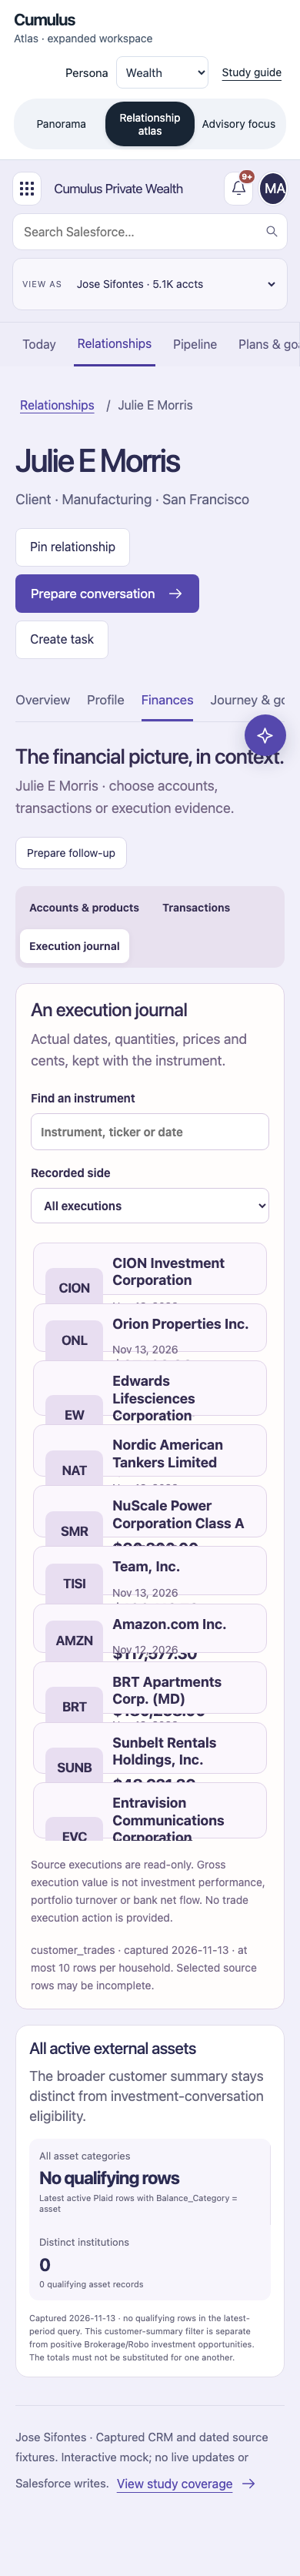 Cumulus
Atlas · expanded workspace
Persona
Wealth
Study guide
Panorama
Relationship
atlas
Advisory focus
Cumulus Private Wealth
9+
MA
Search Salesforce...
VIEW AS
Jose Sifontes · 5.1K accts
Today
Relationships
Pipeline
Plans & goa
Relationships / Julie E Morris
Julie E Morris
Client · Manufacturing · San Francisco
Pin relationship
Prepare conversation →
Create task
Overview
Profile
Finances
Journey & go
The financial picture, in context.
Julie E Morris · choose accounts,
transactions or execution evidence.
Prepare follow-up
Accounts & products
Transactions
Execution journal
An execution journal
Actual dates, quantities, prices and
cents, kept with the instrument.
Find an instrument
Instrument, ticker or date
Recorded side
All executions
CION
CION Investment
Corporation
ONL
Orion Properties Inc.
Nov 13, 2026
EW
Edwards
Lifesciences
Corporation
NAT
Nordic American
Tankers Limited
SMR
NuScale Power
Corporation Class A
TISI
Team, Inc.
Nov 13, 2026
AMZN
Amazon.com Inc.
Nov 12, 2026
BRT
BRT Apartments
Corp. (MD)
SUNB
Sunbelt Rentals
Holdings, Inc.
EVC
Entravision
Communications
Corporation
Source executions are read-only. Gross
execution value is not investment performance,
portfolio turnover or bank net flow. No trade
execution action is provided.
customer_trades · captured 2026-11-13 · at
most 10 rows per household. Selected source
rows may be incomplete.
All active external assets
The broader customer summary stays
distinct from investment-conversation
eligibility.
All asset categories
No qualifying rows
Latest active Plaid rows with Balance_Category =
asset
Distinct institutions
0
0 qualifying asset records
Captured 2026-11-13 · no qualifying rows in the latest-
period query. This customer-summary filter is separate
from positive Brokerage/Robo investment opportunities.
The totals must not be substituted for one another.
Jose Sifontes · Captured CRM and dated source
fixtures. Interactive mock; no live updates or
Salesforce writes. View study coverage →